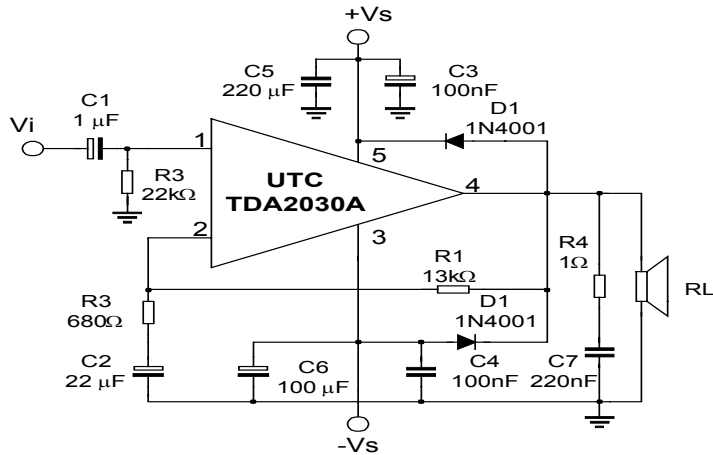 +Vs
C5
220 μF
C3
100nF
D1
1N4001
C1
1 μF
Vi
1
5
R3
22kΩ
UTC
TDA2030A
4
2
3
R1
13kΩ
R4
1Ω
RL
R3
680Ω
D1
1N4001
C2
22 μF
C6
100 μF
C4
100nF
C7
220nF
-Vs